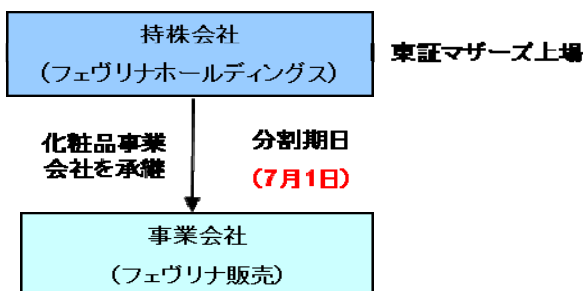 持株会社
（フェヴリナホールディングス）
東証マザーズ上場
化粧品事業
会社を承継
分割期日
（7月1日）
事業会社
（フェヴリナ販売）